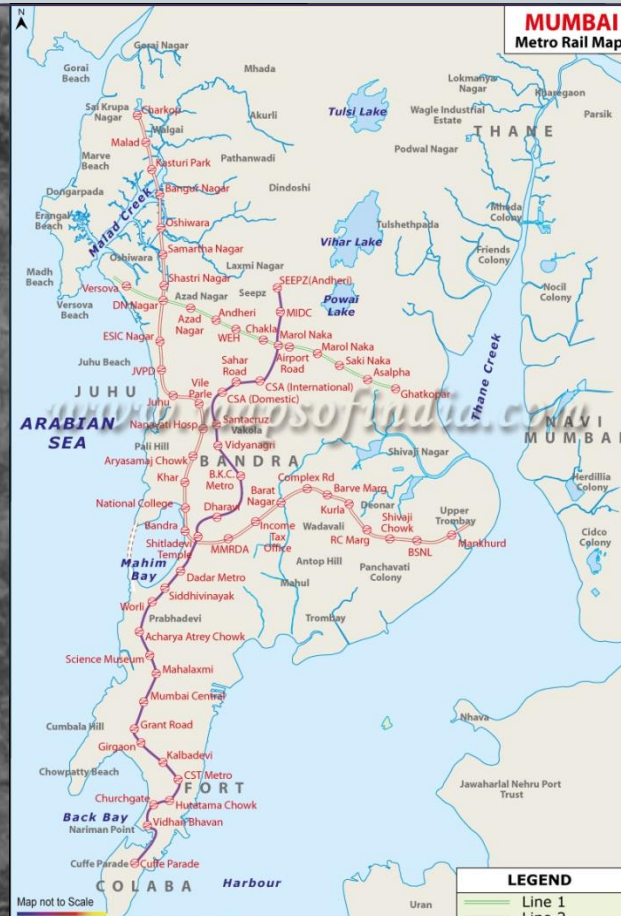 MUMBAI
Metro Rail Map
N
Gorai Nagar
Gorai
Beach
Mhada
Lokmanya
Nagar
Kharegaon
Sai Krupa
Nagar
Charkop
Akurli
Tulsi Lake
Wagle Industrial
Estate
Parsik
THANE
Malad
Malgai
Marve
Beach
Kasturi Park
Pathanwadi
Podwal Nagar
Dongarpada
Bangur Nagar
Dindoshi
Erangal
Beach
Malad Creek
Oshiwara
Tulshethpada
Mhada
Colony
Vihar Lake
Samartha Nagar
Friends
Colony
Oshiwara
Laxmi Nagar
Madh
Beach
Shastri Nagar
SEEPZ(Andheri)
Nocil
Colony
Versova
Azad Nagar
Seepz
Powai
Lake
Versova
Beach
DN Nagar
MIDC
Azad
Nagar
Andheri
WEH
Chakla
Marol Naka
ESIC Nagar
Airport
Road
Marol Naka
Saki Naka
Juhu Beach
Sahar
Road
Asalpha
JVPD
Vile
Parle
CSA (International)
Ghatkopar
JUHU
Juhu
CSA (Domestic)
Thane Creek
www.mapsofindia.com
ARABIAN
SEA
Nanavati Hosp
Santacruz
Vakola
NAVI
MUMBAI
Pali Hill
Vidyanagri
Shivaji Nagar
Aryasamaj Chowk
BANDRA
Khar
B.K.C.
Metro
Complex Rd
Herdillia
Colony
Barat
Nagar
Barve Marg
National College
Dharavi
Kurla
Deonar
Shivaji
Chowk
Upper
Trombay
Bandra
Income
Tax
Office
Wadavali
RC Marg
BSNL
Mankhurd
Cidco
Colony
Shitladevi
Temple
MMRDA
Antop Hill
Panchavati
Colony
Mahim
Bay
Dadar Metro
Mahul
Siddhivinayak
Worli
Prabhadevi
Trombay
Acharya Atrey Chowk
Science Museum
Mahalaxmi
Mumbai Central
Cumbala Hill
Grant Road
Nhava
Girgaon
Kalbadevi
Chowpatty Beach
CST Metro
Jawaharlal Nehru Port
Trust
FORT
Churchgate
Hutatama Chowk
Back Bay
Nariman Point
Vidhan Bhavan
Cuffe Parade
Cuffe Parade
COLABA
Harbour
LEGEND
Map not to Scale
Uran
Line 1